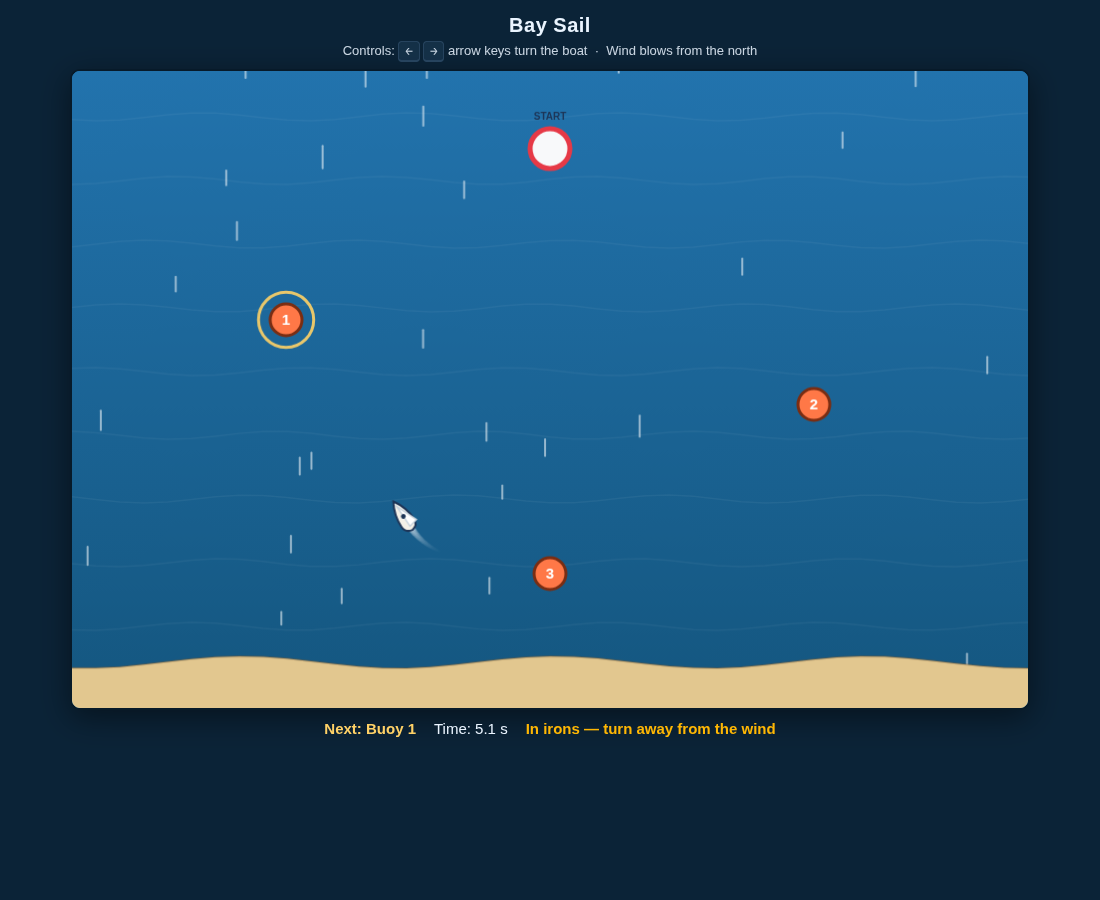 Bay Sail
Controls: ← → arrow keys turn the boat · Wind blows from the north
START
1
2
3
Next: Buoy 1 Time: 5.1 s In irons — turn away from the wind